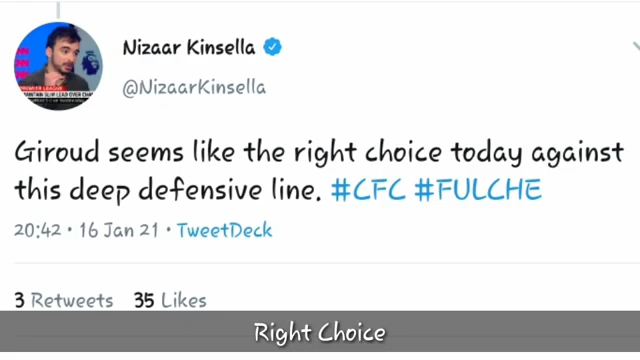 Nizaar Kinsella
@NizaarKinsella
Giroud seems like the right choice today against
this deep defensive line. #CFC #FULCHE
20:42 • 16 Jan 21 • TweetDeck
3 Retweets 35 Likes
Right Choice